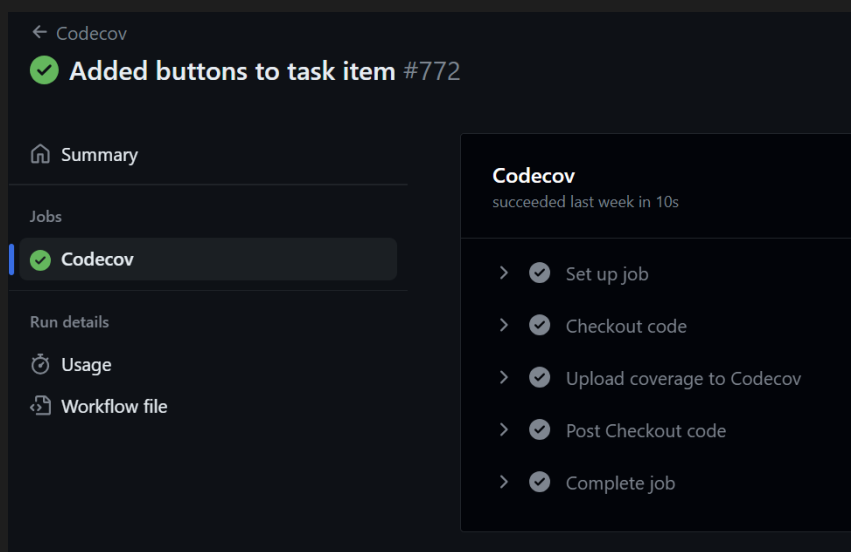 Codecov
Added buttons to task item #772
Summary
Jobs
Codecov
Run details
Usage
Workflow file
Codecov
succeeded last week in 10s
Set up job
Checkout code
Upload coverage to Codecov
Post Checkout code
Complete job